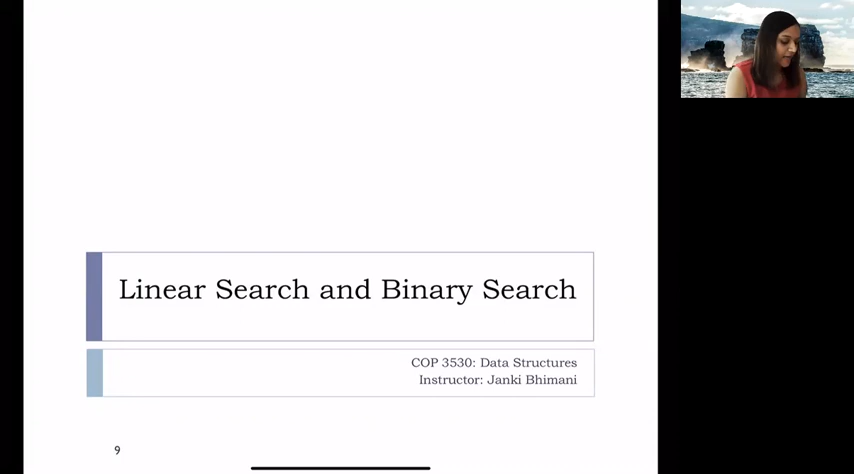 Linear Search and Binary Search
COP 3530: Data Structures
Instructor: Janki Bhimani
9